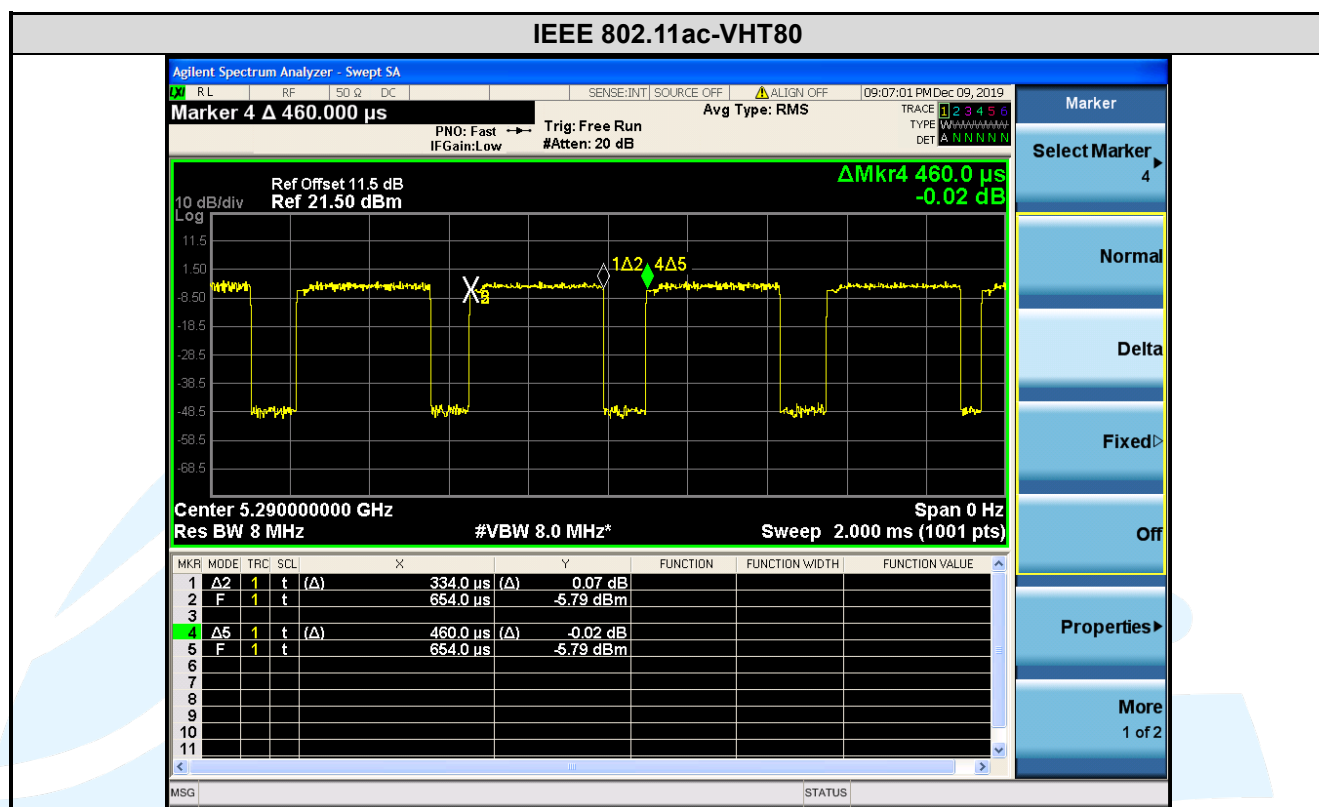 IEEE 802.11ac-VHT80
Agilent Spectrum Analyzer - Swept SA
LXI RL RF 50 Ω DC SENSE:INT SOURCE OFF ALIGN OFF 09:07:01 PM Dec 09, 2019
Marker 4 Δ 460.000 μs
PNO: Fast
IFGain:Low
Trig: Free Run
#Atten: 20 dB
Avg Type: RMS
TRACE 1 2 3 4 5 6
TYPE WWWWWW
DET A N N N N N
ΔMkr4 460.0 μs
-0.02 dB
Ref Offset 11.5 dB
10 dB/div Ref 21.50 dBm
Log
11.5
1.50
-8.50
-18.5
-28.5
-38.5
-48.5
-58.5
-68.5
1Δ2 4Δ5
Center 5.290000000 GHz Span 0 Hz
Res BW 8 MHz #VBW 8.0 MHz* Sweep 2.000 ms (1001 pts)
MKR MODE TRC SCL X Y FUNCTION FUNCTION WIDTH FUNCTION VALUE
1 Δ2 1 t (Δ) 334.0 μs (Δ) 0.07 dB
2 F 1 t 654.0 μs -5.79 dBm
3
4 Δ5 1 t (Δ) 460.0 μs (Δ) -0.02 dB
5 F 1 t 654.0 μs -5.79 dBm
6
7
8
9
10
11
MSG STATUS
Marker
Select Marker
4
Normal
Delta
Fixed
Off
Properties
More
1 of 2